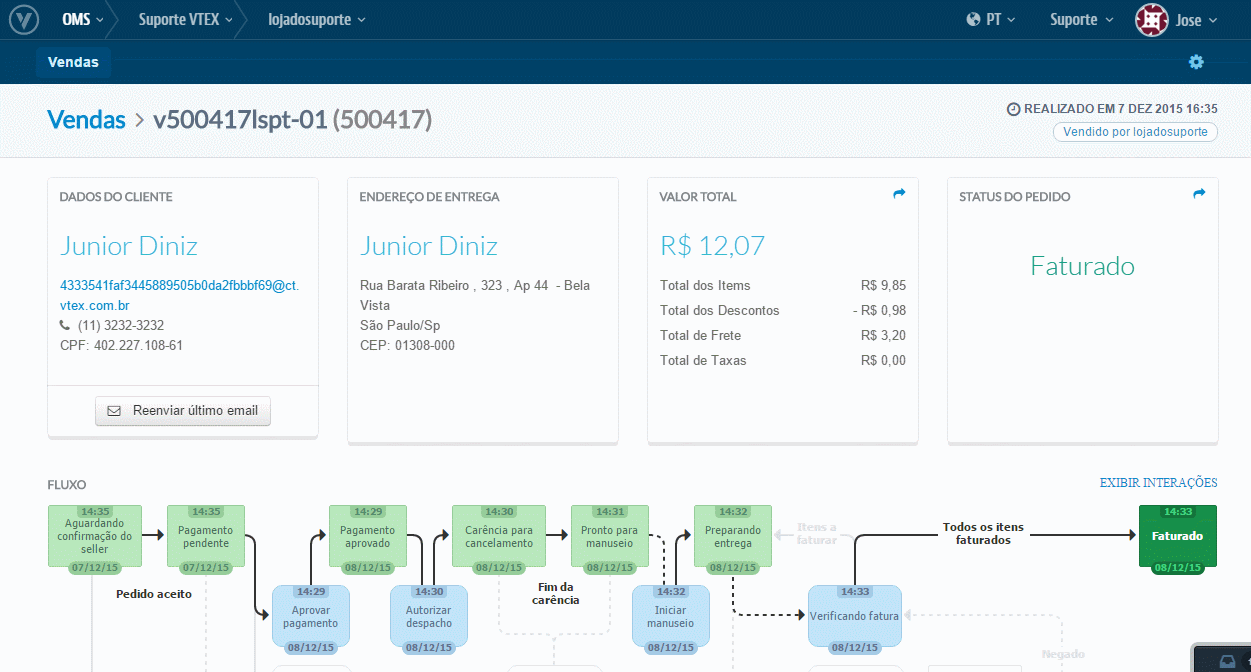 OMS
Suporte VTEX
lojadosuporte
PT
Suporte
Jose
Vendas
Vendas > v500417lspt-01 (500417)
REALIZADO EM 7 DEZ 2015 16:35
Vendido por lojadosuporte
DADOS DO CLIENTE
Junior Diniz
4333541faf3445889505b0da2fbbbf69@ct.
vtex.com.br
(11) 3232-3232
CPF: 402.227.108-61
Reenviar último email
ENDEREÇO DE ENTREGA
Junior Diniz
Rua Barata Ribeiro , 323 , Ap 44 - Bela
Vista
São Paulo/Sp
CEP: 01308-000
VALOR TOTAL
R$ 12,07
Total dos Items R$ 9,85
Total dos Descontos - R$ 0,98
Total de Frete R$ 3,20
Total de Taxas R$ 0,00
STATUS DO PEDIDO
Faturado
FLUXO
EXIBIR INTERAÇÕES
14:35
Aguardando
confirmação do
seller
07/12/15
14:35
Pagamento
pendente
07/12/15
14:29
Pagamento
aprovado
08/12/15
14:30
Carência para
cancelamento
08/12/15
14:31
Pronto para
manuseio
08/12/15
14:32
Preparando
entrega
08/12/15
Itens a
faturar
Todos os itens
faturados
14:33
Faturado
08/12/15
Pedido aceito
14:29
Aprovar
pagamento
08/12/15
14:30
Autorizar
despacho
08/12/15
Fim da
carência
14:32
Iniciar
manuseio
08/12/15
14:33
Verificando fatura
08/12/15
Negado